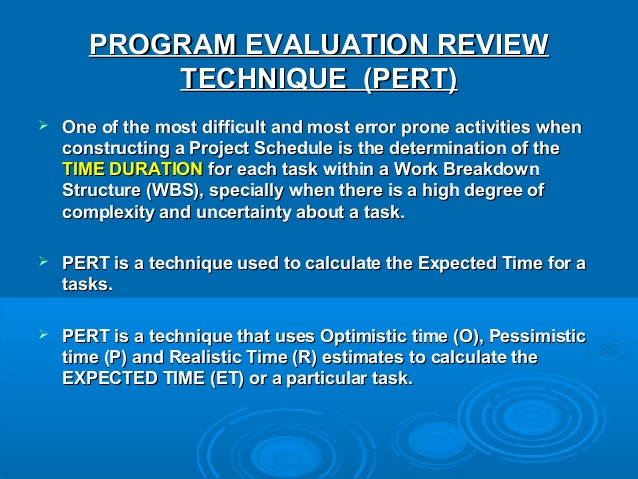 PROGRAM EVALUATION REVIEW
TECHNIQUE (PERT)
One of the most difficult and most error prone activities when
constructing a Project Schedule is the determination of the
TIME DURATION for each task within a Work Breakdown
Structure (WBS), specially when there is a high degree of
complexity and uncertainty about a task.
PERT is a technique used to calculate the Expected Time for a
tasks.
PERT is a technique that uses Optimistic time (O), Pessimistic
time (P) and Realistic Time (R) estimates to calculate the
EXPECTED TIME (ET) or a particular task.